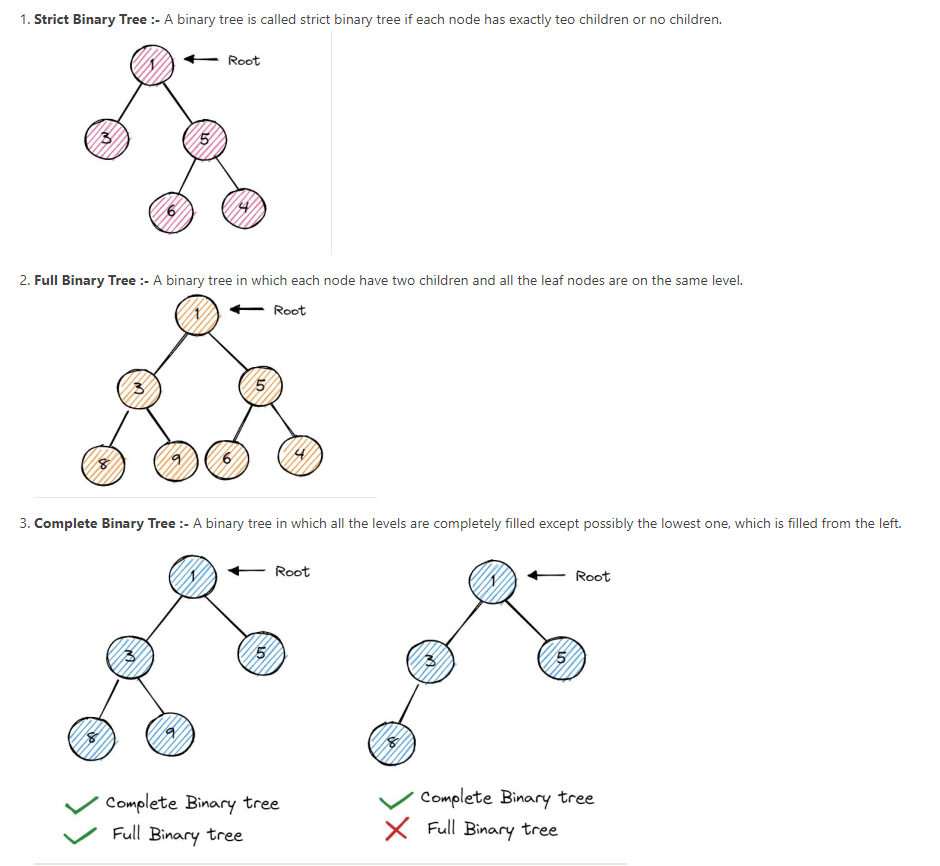 1. Strict Binary Tree :- A binary tree is called strict binary tree if each node has exactly teo children or no children.
1
Root
3
5
6
4
2. Full Binary Tree :- A binary tree in which each node have two children and all the leaf nodes are on the same level.
1
Root
3
5
8
9
6
4
3. Complete Binary Tree :- A binary tree in which all the levels are completely filled except possibly the lowest one, which is filled from the left.
1
Root
3
5
8
9
Complete Binary tree
Full Binary tree
1
Root
3
5
8
Complete Binary tree
Full Binary tree